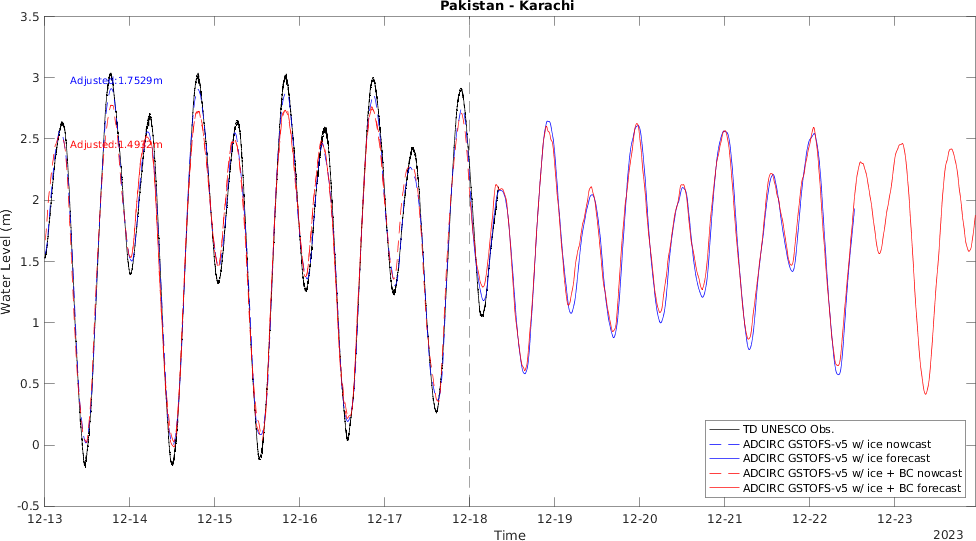 Pakistan - Karachi
3.5
3
2.5
2
1.5
1
0.5
0
-0.5
Water Level (m)
Adjusted:1.7529m
Adjusted:1.4932m
TD UNESCO Obs.
ADCIRC GSTOFS-v5 w/ ice nowcast
ADCIRC GSTOFS-v5 w/ ice forecast
ADCIRC GSTOFS-v5 w/ ice + BC nowcast
ADCIRC GSTOFS-v5 w/ ice + BC forecast
12-13 12-14 12-15 12-16 12-17 12-18 12-19 12-20 12-21 12-22 12-23
Time
2023